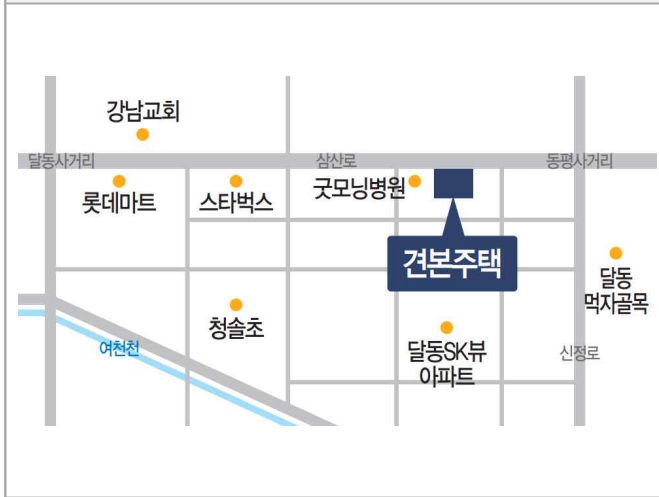 강남교회
달동사거리
삼산로
동평사거리
롯데마트
스타벅스
굿모닝병원
견본주택
달동
먹자골목
청솔초
여천천
달동SK뷰
아파트
신정로